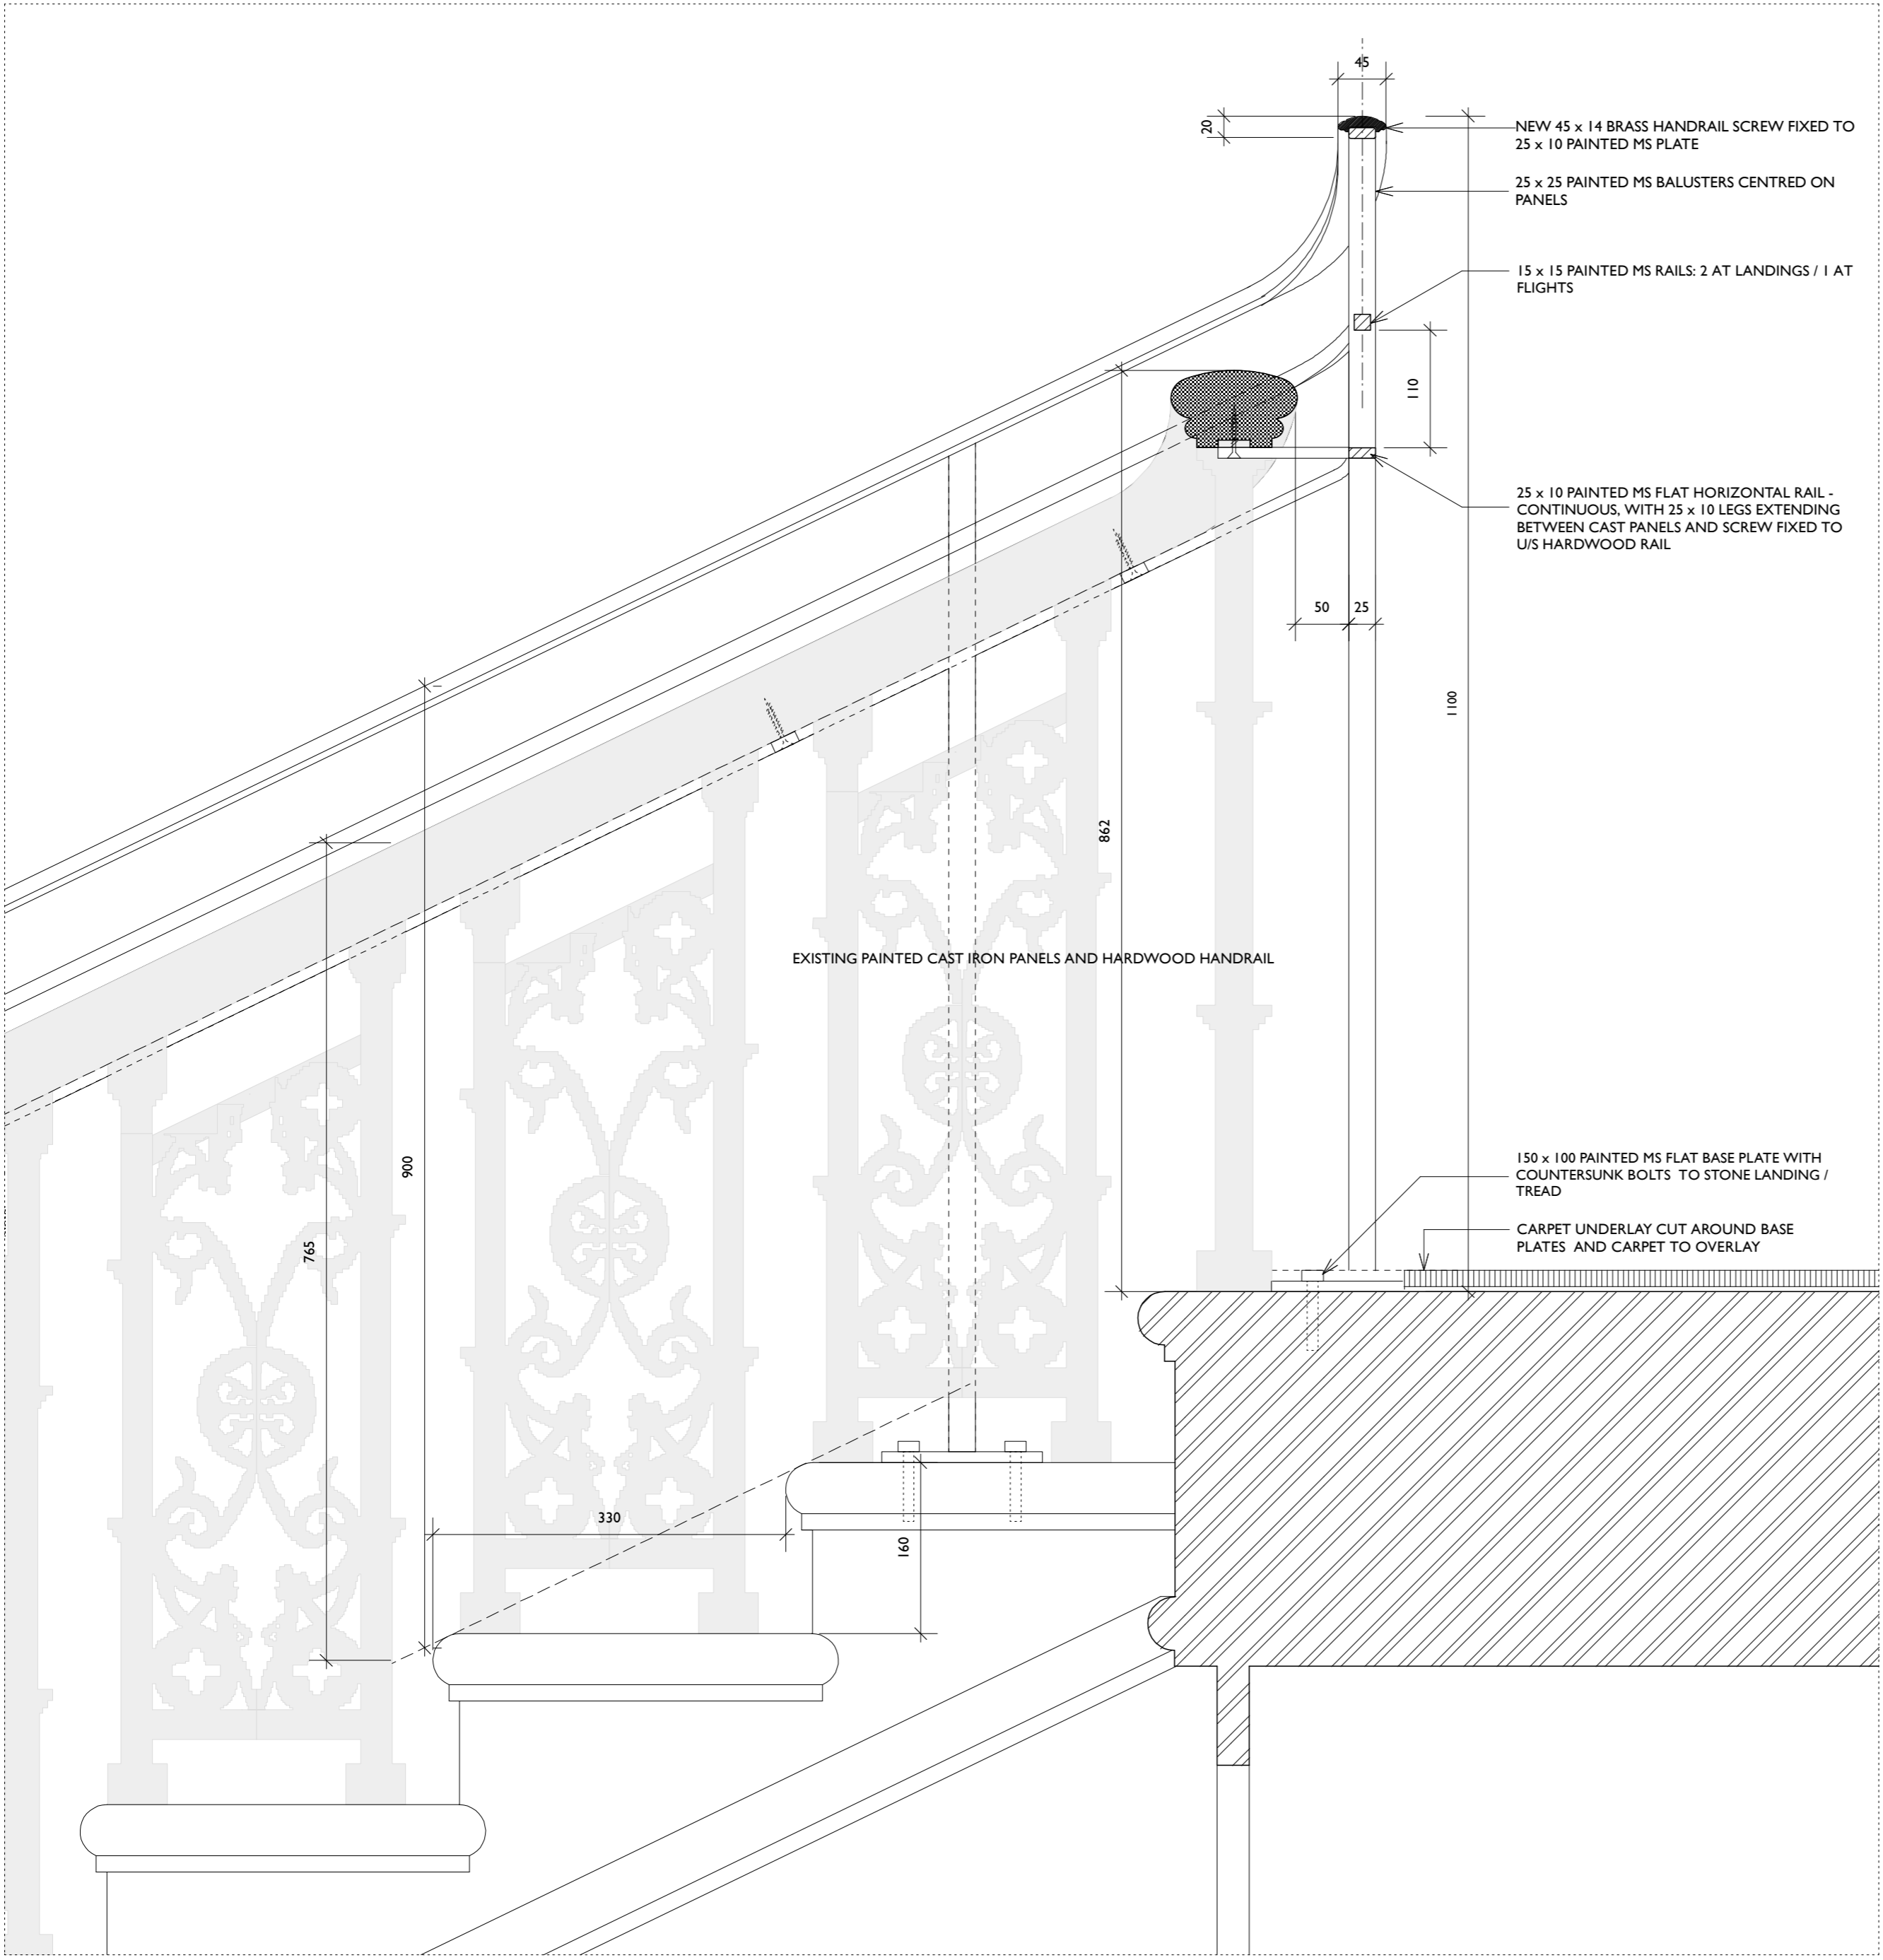 45
20
NEW 45 x 14 BRASS HANDRAIL SCREW FIXED TO
25 x 10 PAINTED MS PLATE
25 x 25 PAINTED MS BALUSTERS CENTRED ON
PANELS
15 x 15 PAINTED MS RAILS: 2 AT LANDINGS / 1 AT
FLIGHTS
110
25 x 10 PAINTED MS FLAT HORIZONTAL RAIL -
CONTINUOUS, WITH 25 x 10 LEGS EXTENDING
BETWEEN CAST PANELS AND SCREW FIXED TO
U/S HARDWOOD RAIL
50
25
1100
862
EXISTING PAINTED CAST IRON PANELS AND HARDWOOD HANDRAIL
900
765
150 x 100 PAINTED MS FLAT BASE PLATE WITH
COUNTERSUNK BOLTS TO STONE LANDING /
TREAD
CARPET UNDERLAY CUT AROUND BASE
PLATES AND CARPET TO OVERLAY
330
160